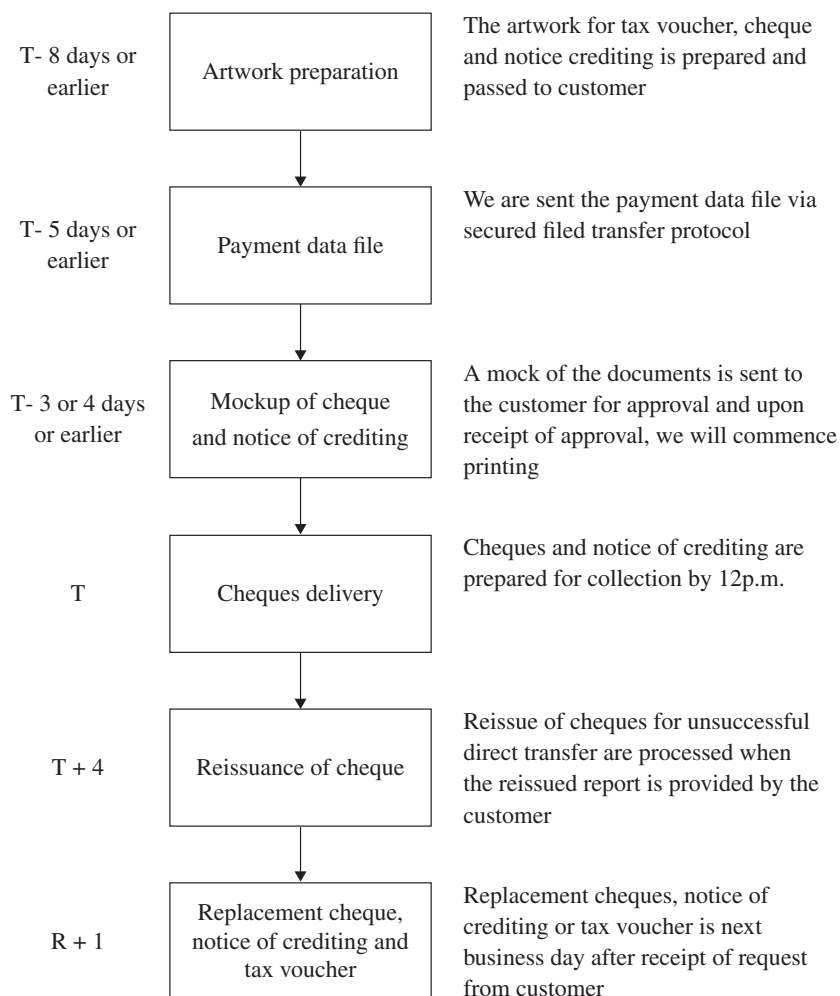 T- 8 days or
earlier
Artwork preparation
The artwork for tax voucher, cheque
and notice crediting is prepared and
passed to customer
T- 5 days or
earlier
Payment data file
We are sent the payment data file via
secured filed transfer protocol
T- 3 or 4 days
or earlier
Mockup of cheque
and notice of crediting
A mock of the documents is sent to
the customer for approval and upon
receipt of approval, we will commence
printing
T
Cheques delivery
Cheques and notice of crediting are
prepared for collection by 12p.m.
T + 4
Reissuance of cheque
Reissue of cheques for unsuccessful
direct transfer are processed when
the reissued report is provided by the
customer
R + 1
Replacement cheque,
notice of crediting and
tax voucher
Replacement cheques, notice of
crediting or tax voucher is next
business day after receipt of request
from customer